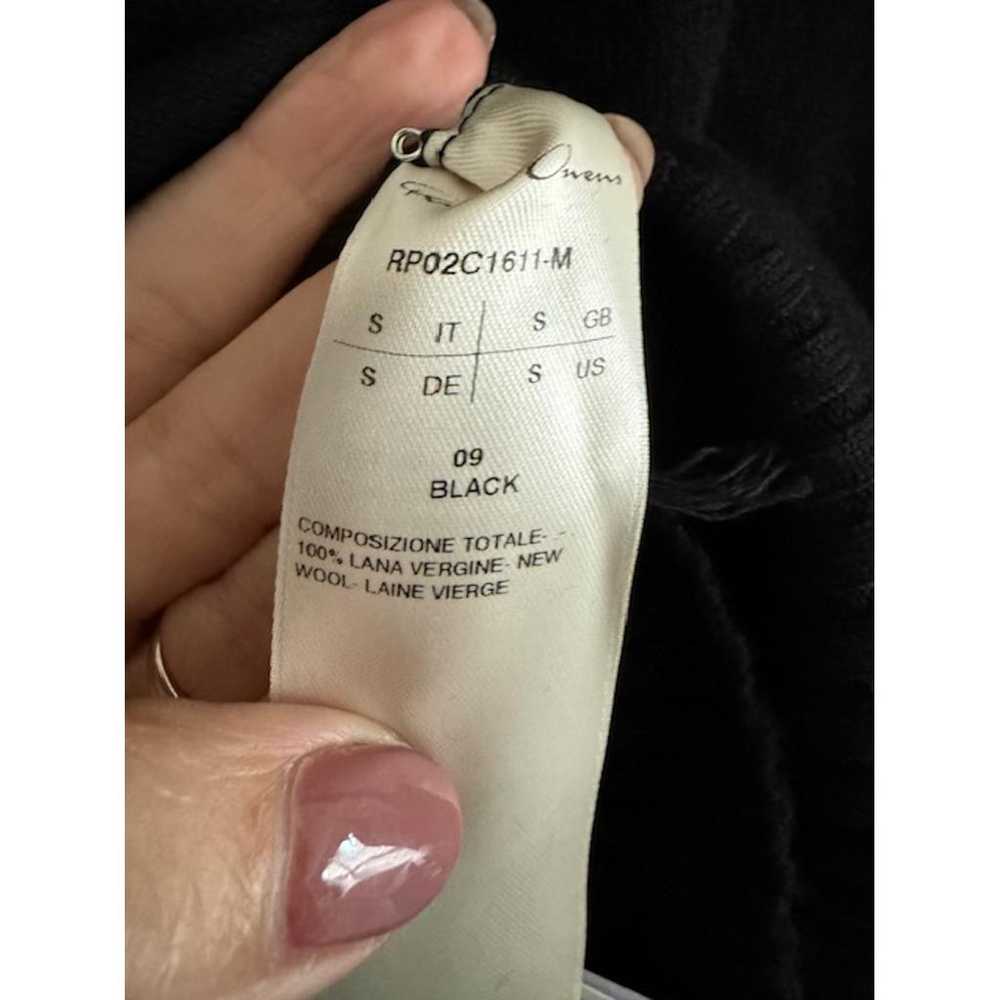 Owens
RP02C1611-M
S IT S GB
S DE S US
09
BLACK
COMPOSIZIONE TOTALE- -
100% LANA VERGINE- NEW
WOOL- LAINE VIERGE